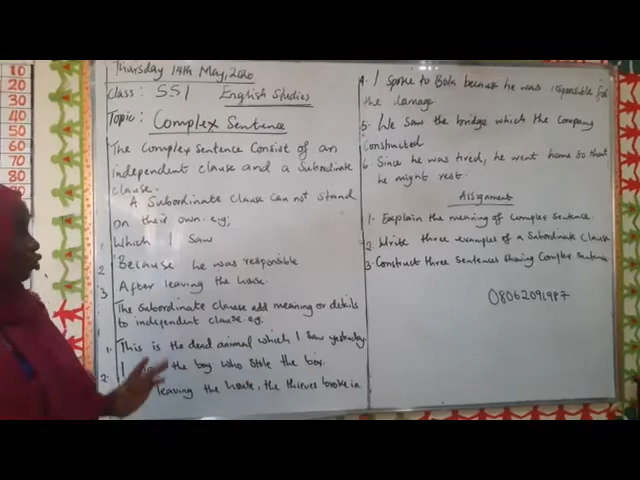 10
20
30
40
50
60
70
80
Thursday 14th May, 2020
Class: SS1 English Studies
Topic: Complex Sentence
The Complex Sentence Consist of an
independent clause and a Subordinate
clause.
A Subordinate Clause can not stand
on their own. e.g;
1. Which I saw
2. Because he was responsible
3. After leaving the house.
The Subordinate clause add meaning or details
to independent clause. e.g.
1. This is the dead animal which I saw yesterday
2. I the boy who stole the box.
leaving the house, the thieves broke in.
4. I spoke to Bola because he was responsible for
the damage.
5. We saw the bridge which the Company
Constructed
6. Since he was tired, he went home so that
he might rest.
Assignment
1. Explain the meaning of Complex Sentence.
2. Write three examples of a Subordinate Clause
3. Construct three Sentences showing Complex Sentence
08062091987